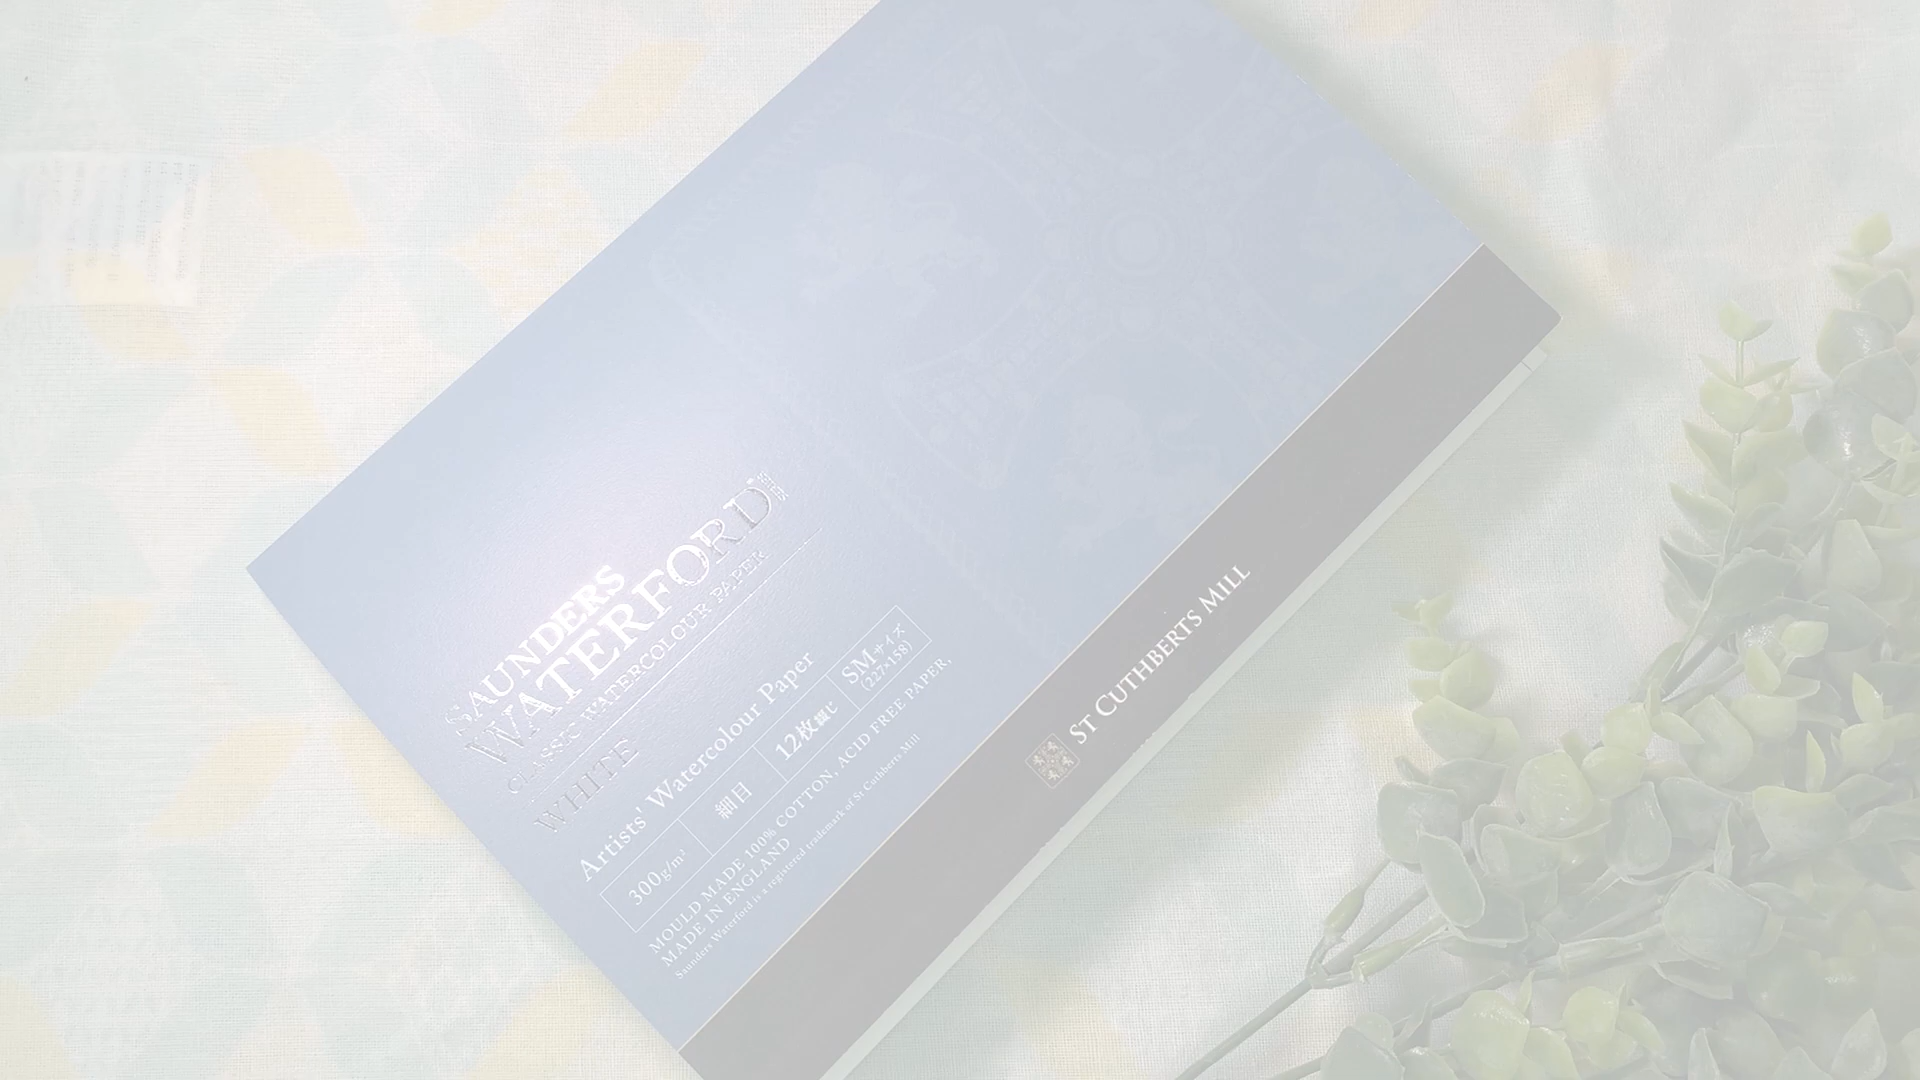 SAUNDERS
WATERFORD
CLASSIC WATERCOLOUR PAPER
WHITE
Artists' Watercolour Paper
300g/m² 細目 12枚綴じ SMサイズ (227×158)
MOULD MADE 100% COTTON, ACID FREE PAPER,
MADE IN ENGLAND
Saunders Waterford is a registered trademark of St Cuthberts Mill
ST CUTHBERTS MILL